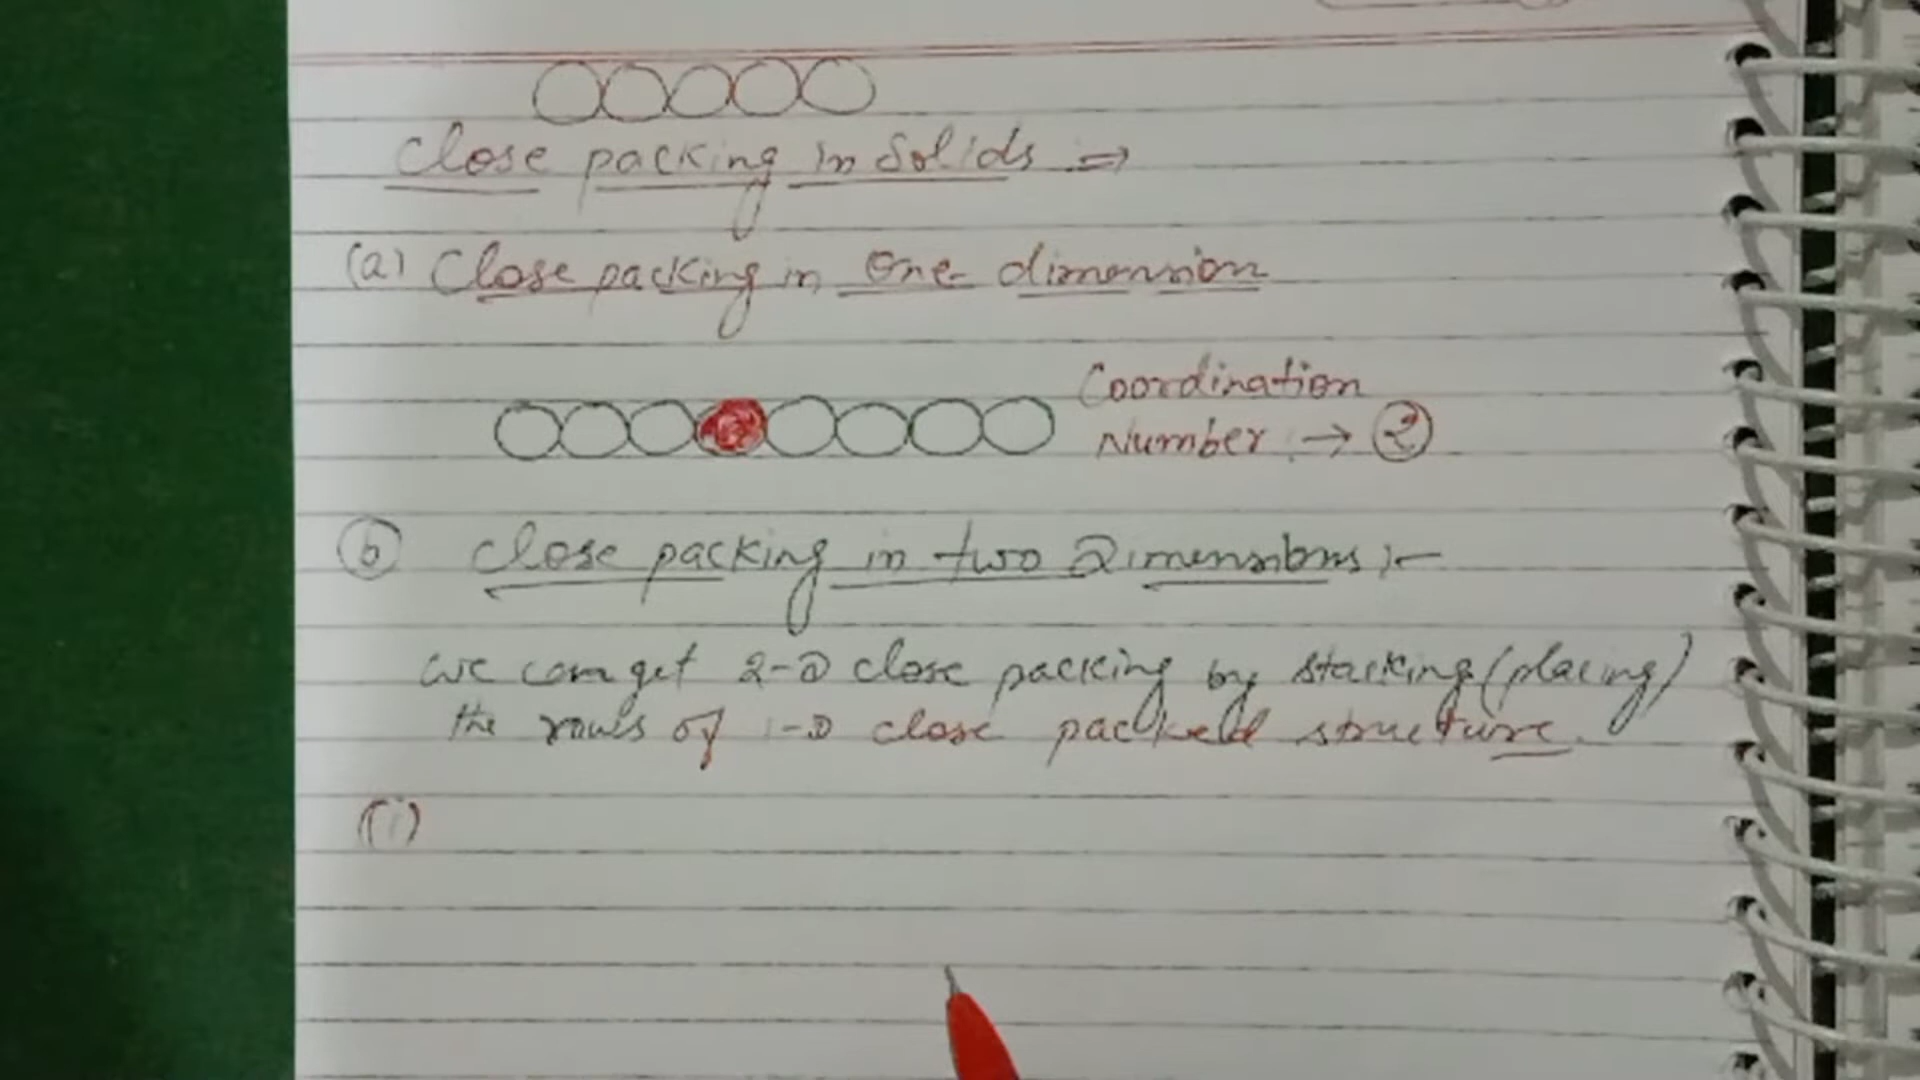 Close packing in Solids ⇒
(a) Close packing in One dimension
Coordination
Number :→ ②
ⓑ Close packing in two Dimensions :-
we can get 2-D close packing by stacking (placing)
the rows of 1-D close packed structure.
(i)